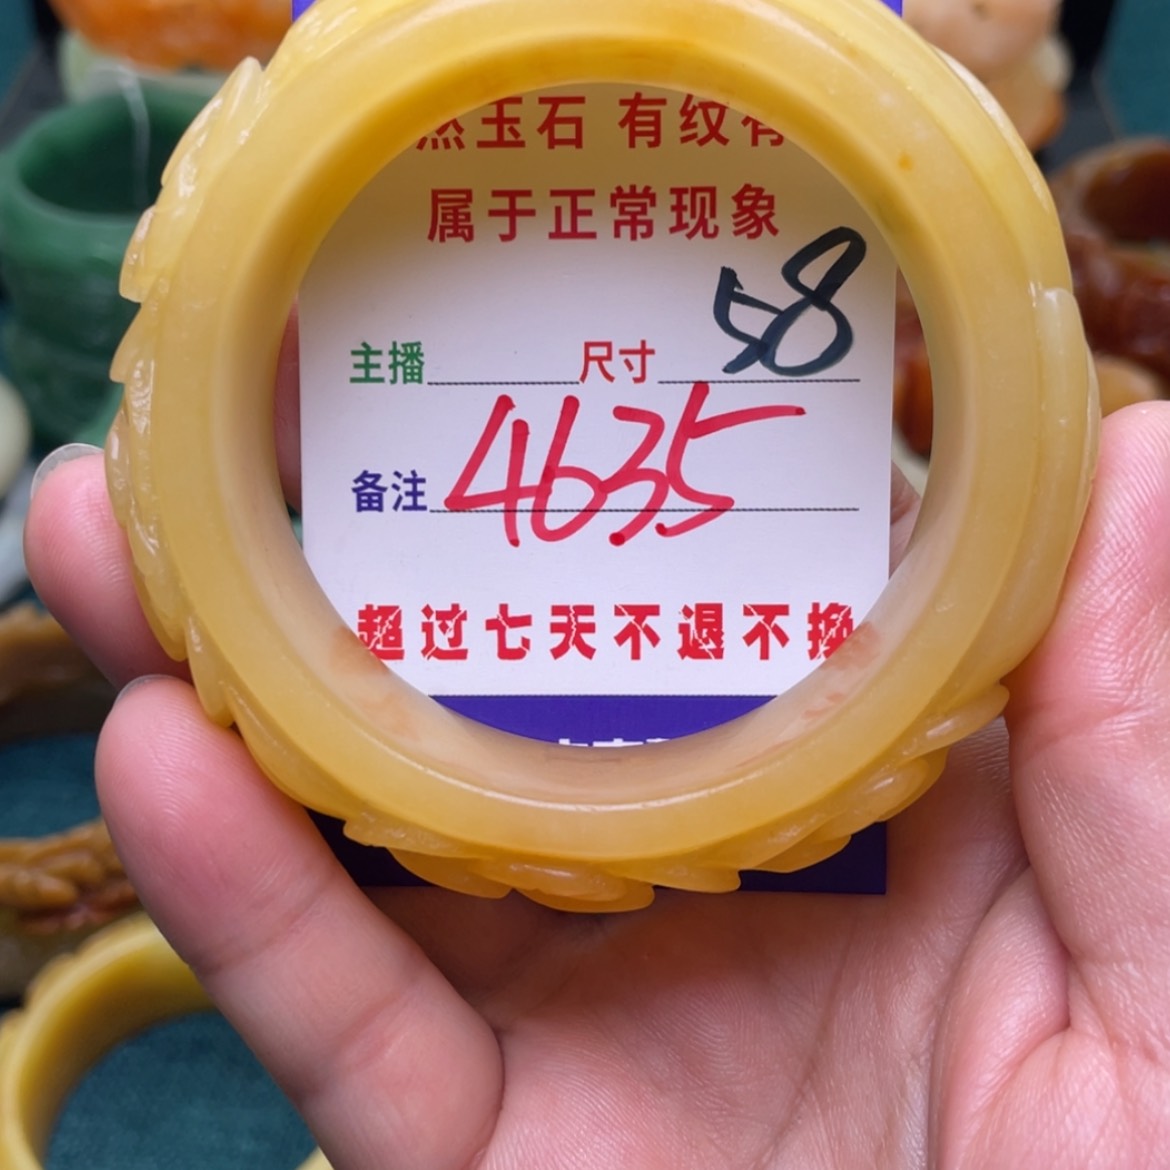 玉石 有纹
属于正常现象
58
主播 尺寸
4635
备注
超过七天不退不换